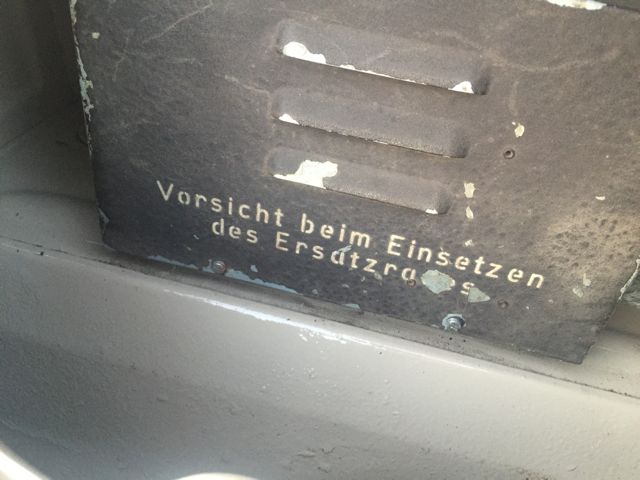 Vorsicht beim Einsetzen
des